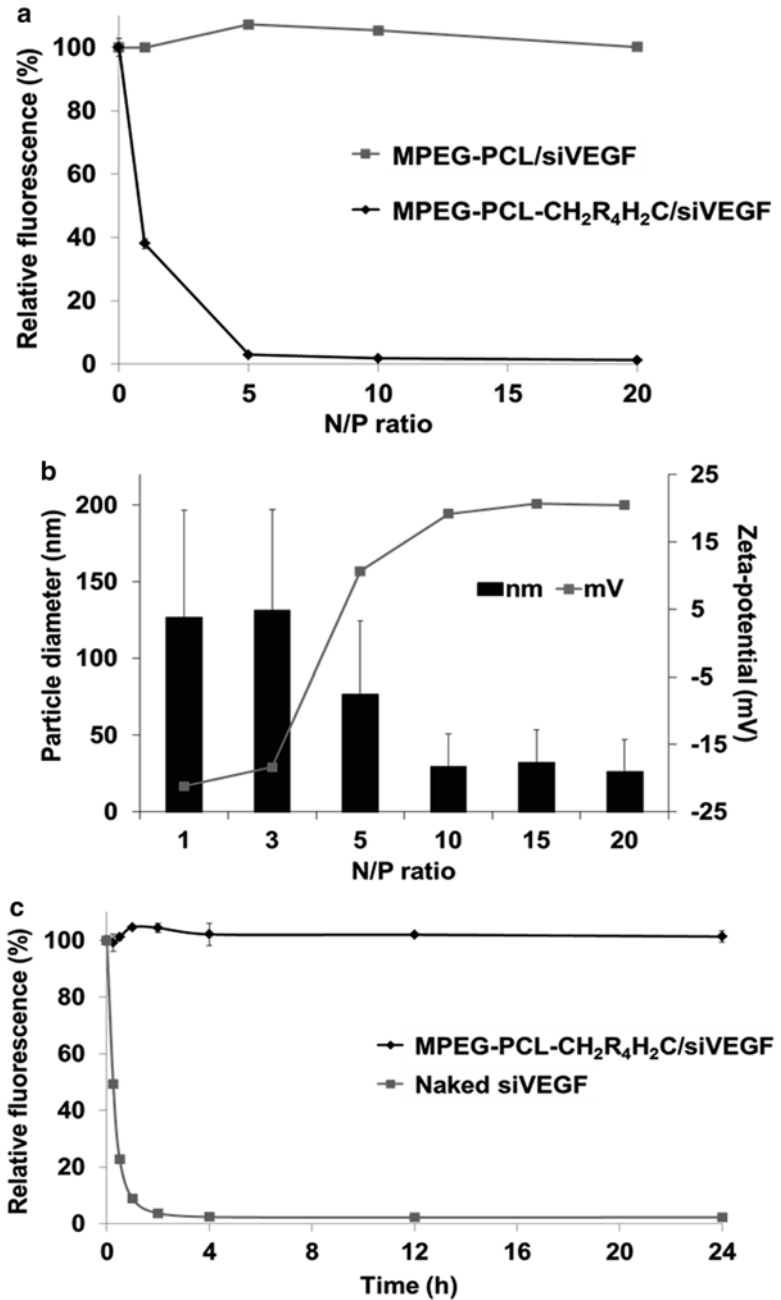 a
Relative fluorescence (%)
100
80
60
40
20
0
MPEG-PCL/siVEGF
MPEG-PCL-CH₂R₄H₂C/siVEGF
0 5 10 15 20
N/P ratio
b
Particle diameter (nm)
200
150
100
50
0
nm mV
25
15
5
-5
-15
-25
Zeta-potential (mV)
1 3 5 10 15 20
N/P ratio
c
Relative fluorescence (%)
100
80
60
40
20
0
MPEG-PCL-CH₂R₄H₂C/siVEGF
Naked siVEGF
0 4 8 12 16 20 24
Time (h)